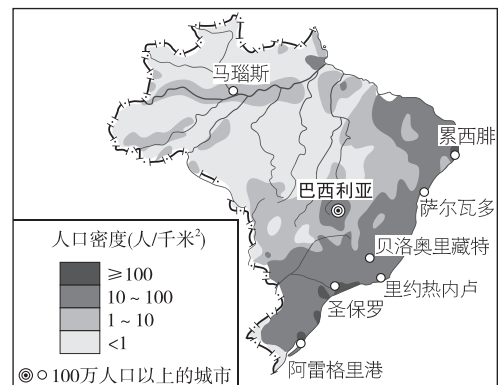 马瑙斯
累西腓
巴西利亚
萨尔瓦多
贝洛奥里藏特
里约热内卢
圣保罗
阿雷格里港
人口密度(人/千米²)
≥100
10~100
1~10
<1
100万人口以上的城市